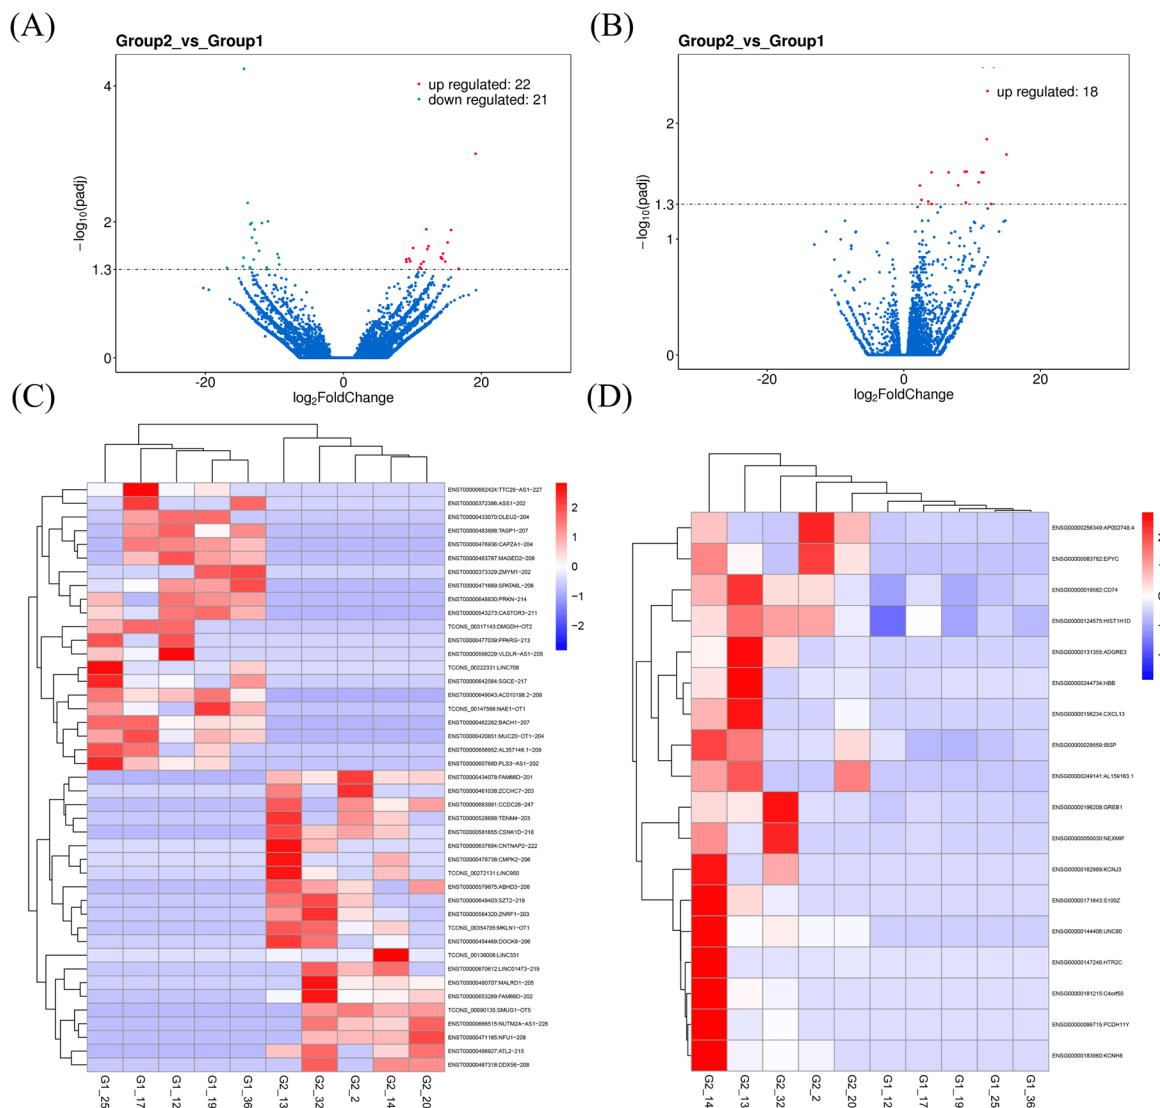 (A)
Group2_vs_Group1
up regulated: 22
down regulated: 21
−log10(padj)
4
2
1.3
0
-20
0
20
log2FoldChange
(B)
Group2_vs_Group1
up regulated: 18
−log10(padj)
2
1.3
1
0
-20
0
20
log2FoldChange
(C)
ENST00000682424:TTC28−AS1−227
ENST00000372386:ASS1−202
ENST00000433070:DLEU2−204
ENST00000483898:TASP1−207
ENST00000476936:CAPZA1−204
ENST00000463787:MAGED2−208
ENST00000373329:ZMYM1−202
ENST00000471669:SPATA6L−206
ENST00000648830:PRKN−214
ENST00000543273:CASTOR3−211
TCONS_00317143:DMGDH−OT2
ENST00000477039:PPARG−213
ENST00000599229:VLDLR−AS1−205
TCONS_00222331:LINC708
ENST00000642564:SGCE−217
ENST00000649043:AC010198.2−208
TCONS_00147566:NAE1−OT1
ENST00000462262:BACH1−207
ENST00000420851:MUC20−OT1−204
ENST00000656952:AL357146.1−209
ENST00000607680:PLS3−AS1−202
ENST00000434078:FAM66D−201
ENST00000461038:ZCCHC7−203
ENST00000663991:CCDC26−247
ENST00000528688:TENM4−203
ENST00000581655:CSNK1D−218
ENST00000637694:CNTNAP2−222
ENST00000478738:CMPK2−206
TCONS_00272131:LINC950
ENST00000579875:ABHD3−206
ENST00000649403:SZT2−219
ENST00000564320:ZNRF1−203
TCONS_00354785:MKLN1−OT1
ENST00000454469:DOCK8−206
TCONS_00136006:LINC331
ENST00000670612:LINC01473−219
ENST00000480707:MALRD1−205
ENST00000653269:FAM66D−202
TCONS_00090135:SMUG1−OT5
ENST00000666515:NUTM2A−AS1−228
ENST00000471185:NFU1−208
ENST00000486927:ATL2−215
ENST00000467318:DDX56−208
2
1
0
−1
−2
G1_25
G1_17
G1_12
G1_19
G1_36
G2_13
G2_32
G2_2
G2_14
G2_20
(D)
ENSG00000256349:AP002748.4
ENSG00000083782:EPYC
ENSG00000019582:CD74
ENSG00000124575:HIST1H1D
ENSG00000131355:ADGRE3
ENSG00000244734:HBB
ENSG00000156234:CXCL13
ENSG00000029559:IBSP
ENSG00000249141:AL159163.1
ENSG00000196208:GREB1
ENSG00000050030:NEXMIF
ENSG00000162989:KCNJ3
ENSG00000171643:S100Z
ENSG00000144406:UNC80
ENSG00000147246:HTR2C
ENSG00000181215:C4orf50
ENSG00000099715:PCDH11Y
ENSG00000183960:KCNH8
G2_14
G2_13
G2_32
G2_2
G2_20
G1_12
G1_17
G1_19
G1_25
G1_36